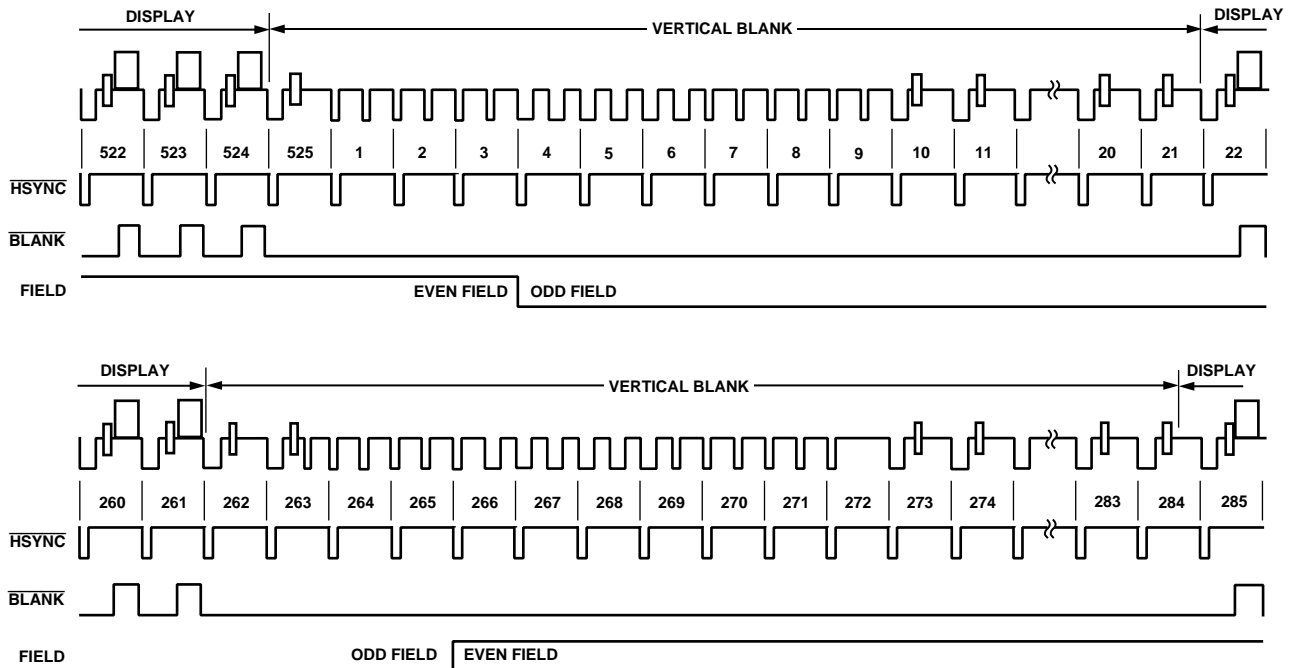 DISPLAY VERTICAL BLANK DISPLAY
522 523 524 525 1 2 3 4 5 6 7 8 9 10 11 20 21 22
HSYNC
BLANK
FIELD EVEN FIELD ODD FIELD
DISPLAY VERTICAL BLANK DISPLAY
260 261 262 263 264 265 266 267 268 269 270 271 272 273 274 283 284 285
HSYNC
BLANK
FIELD ODD FIELD EVEN FIELD